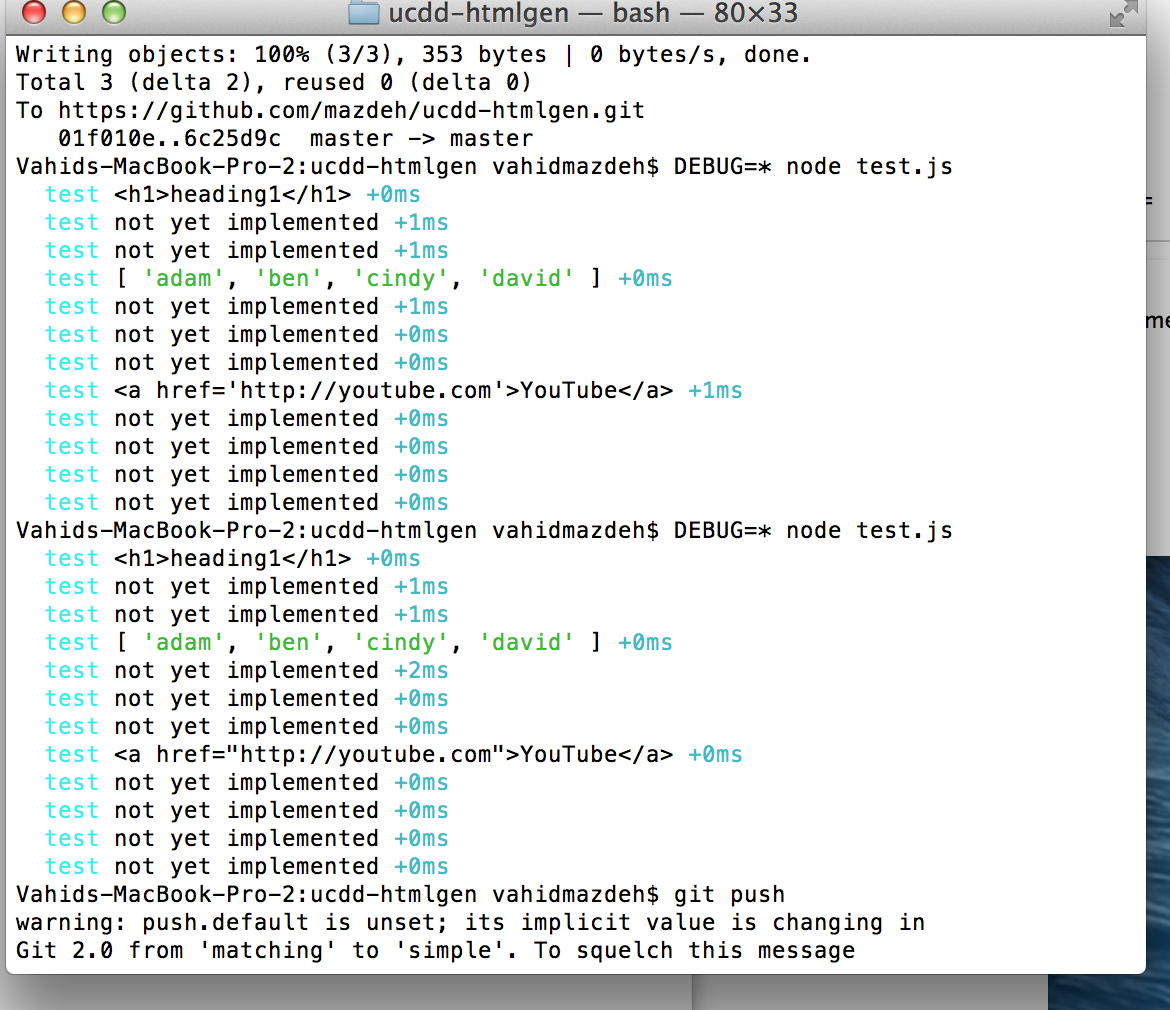 ucdd-htmlgen — bash — 80×33
Writing objects: 100% (3/3), 353 bytes | 0 bytes/s, done.
Total 3 (delta 2), reused 0 (delta 0)
To https://github.com/mazdeh/ucdd-htmlgen.git
   01f010e..6c25d9c  master -> master
Vahids-MacBook-Pro-2:ucdd-htmlgen vahidmazdeh$ DEBUG=* node test.js
  test <h1>heading1</h1> +0ms
  test not yet implemented +1ms
  test not yet implemented +1ms
  test [ 'adam', 'ben', 'cindy', 'david' ] +0ms
  test not yet implemented +1ms
  test not yet implemented +0ms
  test not yet implemented +0ms
  test <a href='http://youtube.com'>YouTube</a> +1ms
  test not yet implemented +0ms
  test not yet implemented +0ms
  test not yet implemented +0ms
  test not yet implemented +0ms
Vahids-MacBook-Pro-2:ucdd-htmlgen vahidmazdeh$ DEBUG=* node test.js
  test <h1>heading1</h1> +0ms
  test not yet implemented +1ms
  test not yet implemented +1ms
  test [ 'adam', 'ben', 'cindy', 'david' ] +0ms
  test not yet implemented +2ms
  test not yet implemented +0ms
  test not yet implemented +0ms
  test <a href="http://youtube.com">YouTube</a> +0ms
  test not yet implemented +0ms
  test not yet implemented +0ms
  test not yet implemented +0ms
  test not yet implemented +0ms
Vahids-MacBook-Pro-2:ucdd-htmlgen vahidmazdeh$ git push
warning: push.default is unset; its implicit value is changing in
Git 2.0 from 'matching' to 'simple'. To squelch this message